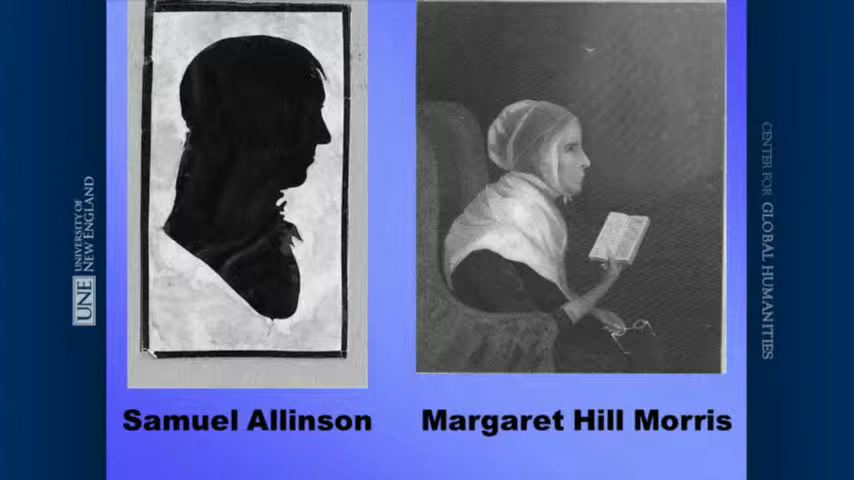 UNE
UNIVERSITY OF
NEW ENGLAND
Samuel Allinson
Margaret Hill Morris
CENTER FOR GLOBAL HUMANITIES